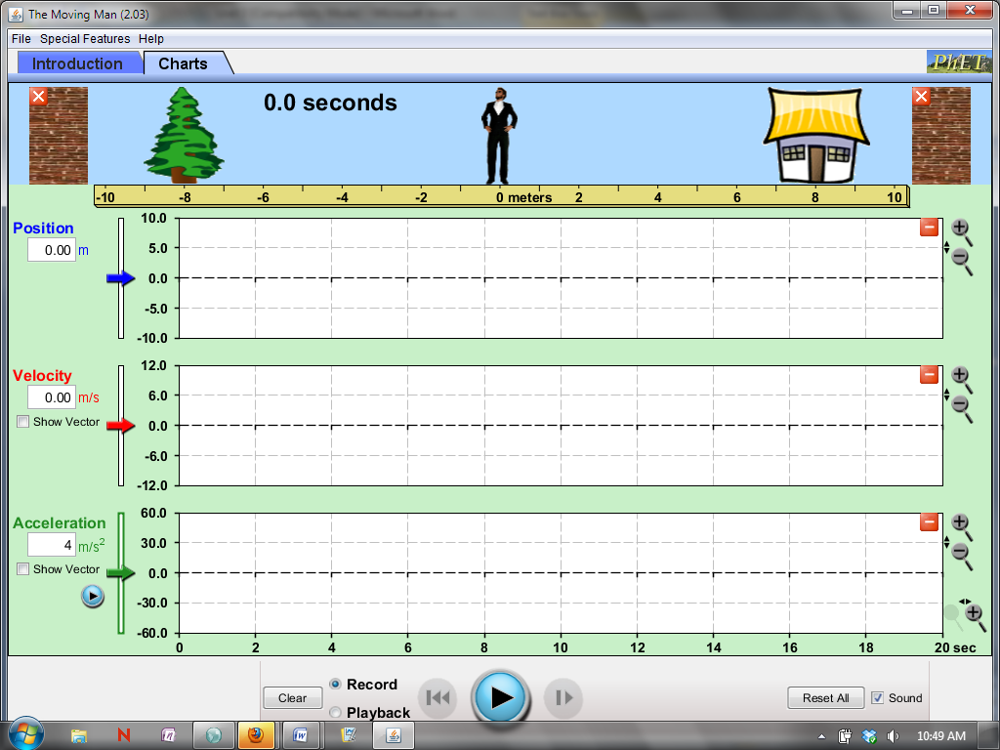 The Moving Man (2.03)
File Special Features Help
Introduction Charts
PhET
0.0 seconds
-10 -8 -6 -4 -2 0 meters 2 4 6 8 10
Position
0.00 m
10.0
5.0
0.0
-5.0
-10.0
Velocity
0.00 m/s
Show Vector
12.0
6.0
0.0
-6.0
-12.0
Acceleration
4 m/s²
Show Vector
60.0
30.0
0.0
-30.0
-60.0
0 2 4 6 8 10 12 14 16 18 20 sec
Clear
Record
Playback
Reset All
Sound
10:49 AM